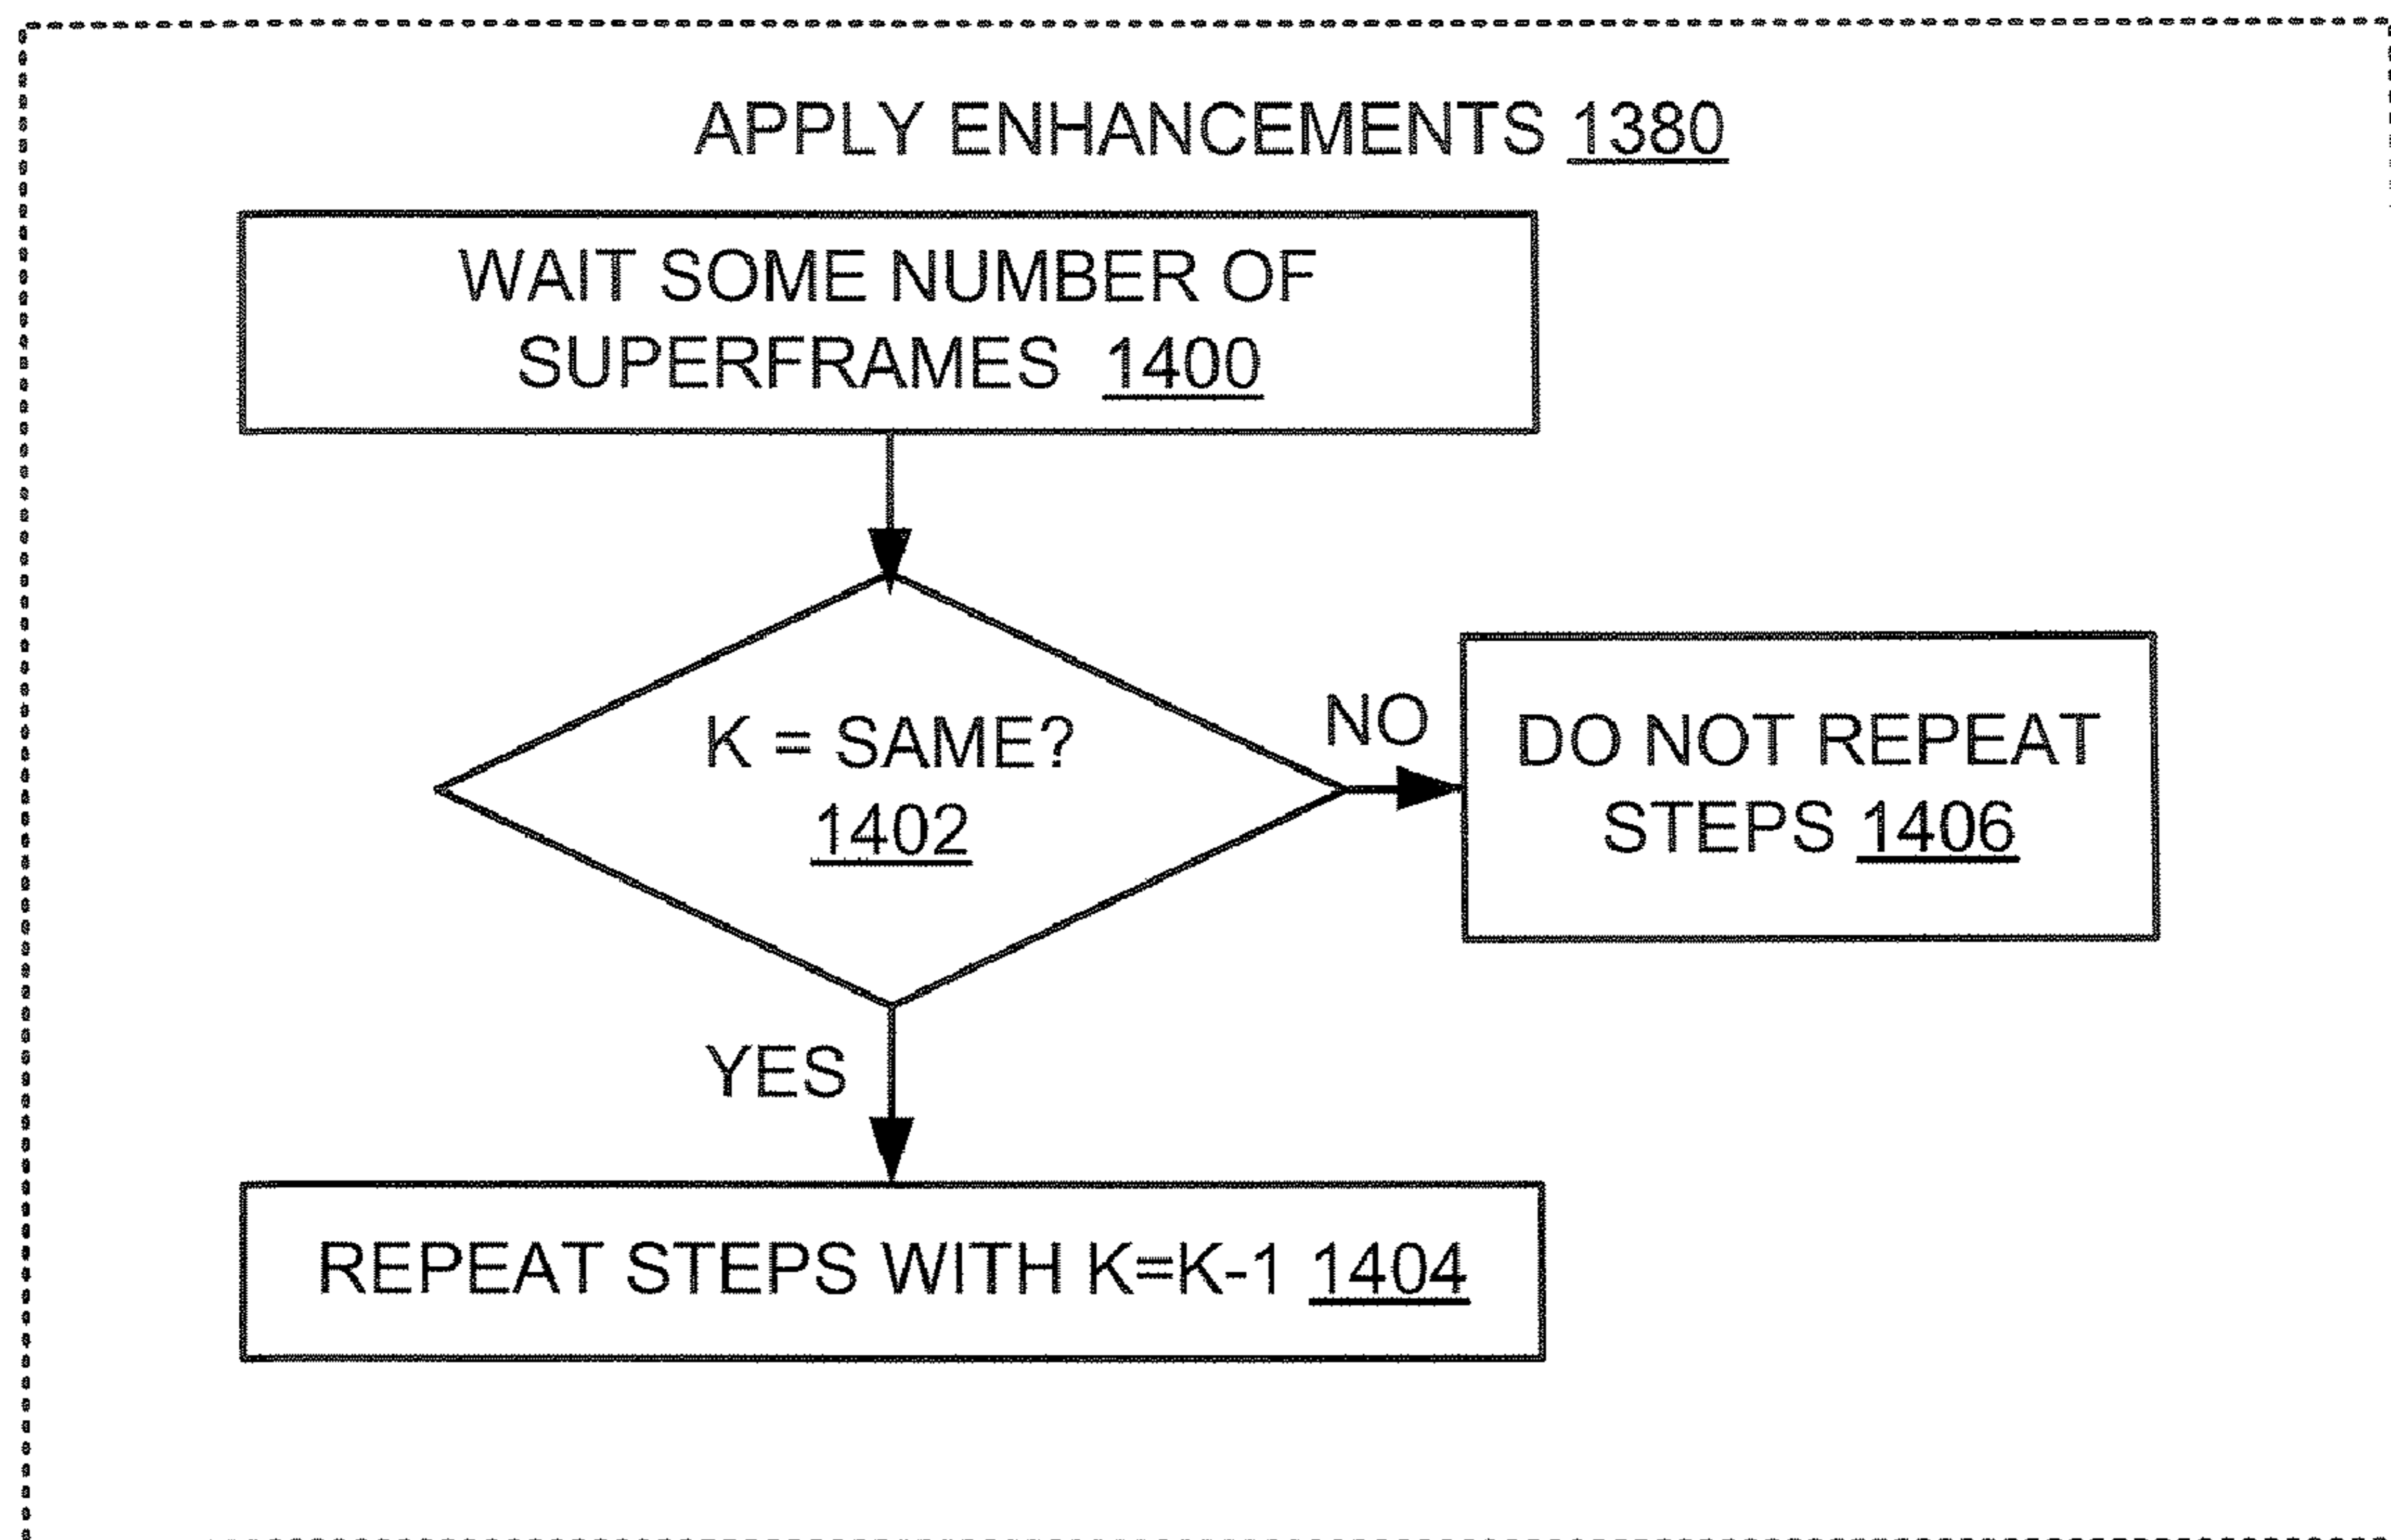 APPLY ENHANCEMENTS 1380
WAIT SOME NUMBER OF
SUPERFRAMES 1400
K = SAME?
1402
NO
DO NOT REPEAT
STEPS 1406
YES
REPEAT STEPS WITH K=K-1 1404